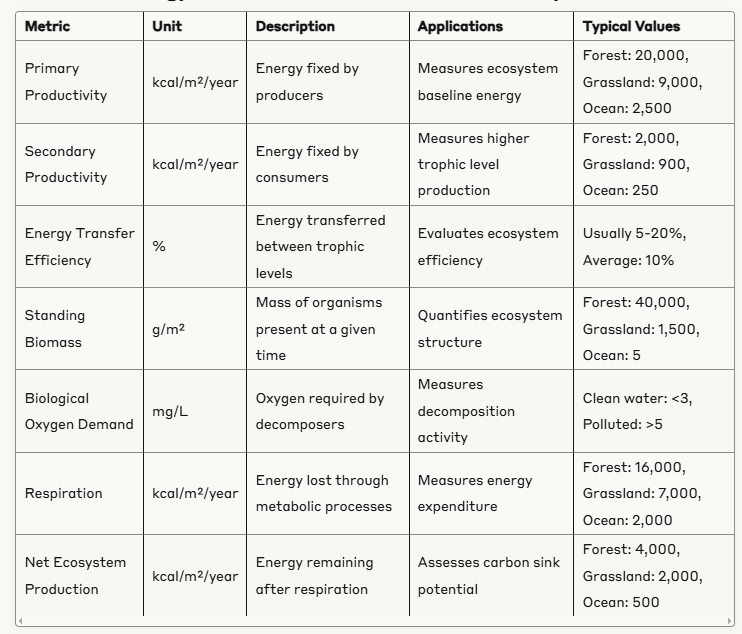 Metric Unit Description Applications Typical Values
Primary Productivity kcal/m²/year Energy fixed by producers Measures ecosystem baseline energy Forest: 20,000, Grassland: 9,000, Ocean: 2,500
Secondary Productivity kcal/m²/year Energy fixed by consumers Measures higher trophic level production Forest: 2,000, Grassland: 900, Ocean: 250
Energy Transfer Efficiency % Energy transferred between trophic levels Evaluates ecosystem efficiency Usually 5-20%, Average: 10%
Standing Biomass g/m² Mass of organisms present at a given time Quantifies ecosystem structure Forest: 40,000, Grassland: 1,500, Ocean: 5
Biological Oxygen Demand mg/L Oxygen required by decomposers Measures decomposition activity Clean water: <3, Polluted: >5
Respiration kcal/m²/year Energy lost through metabolic processes Measures energy expenditure Forest: 16,000, Grassland: 7,000, Ocean: 2,000
Net Ecosystem Production kcal/m²/year Energy remaining after respiration Assesses carbon sink potential Forest: 4,000, Grassland: 2,000, Ocean: 500